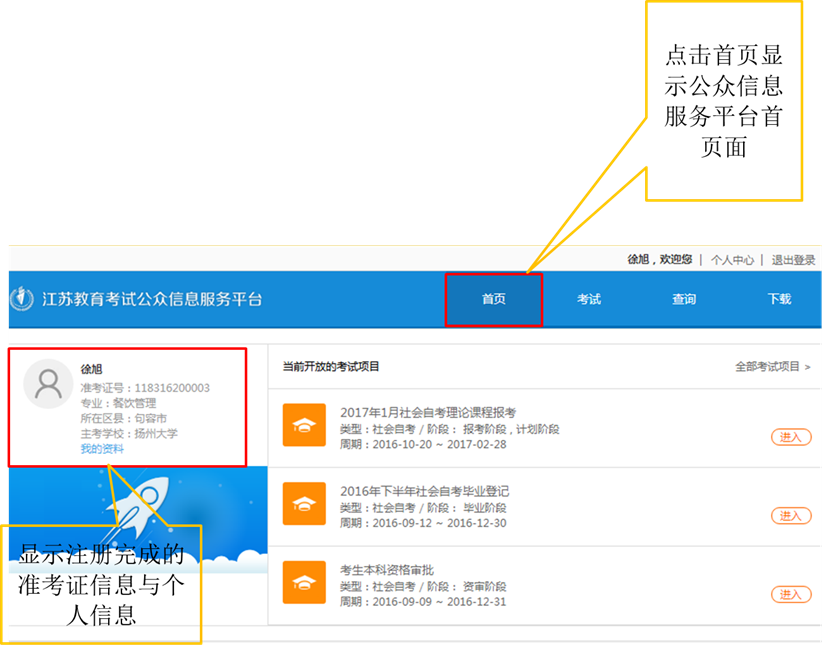 点击首页显
示公众信息
服务平台首
页面
徐旭，欢迎您 | 个人中心 | 退出登录
江苏教育考试公众信息服务平台
首页
考试
查询
下载
徐旭
准考证号：118316200003
专业：餐饮管理
所在区县：句容市
主考学校：扬州大学
我的资料
显示注册完成的
准考证信息与个
人信息
当前开放的考试项目
全部考试项目 >
2017年1月社会自考理论课程报考
类型：社会自考 / 阶段： 报考阶段 , 计划阶段
周期：2016-10-20 ~ 2017-02-28
进入
2016年下半年社会自考毕业登记
类型：社会自考 / 阶段： 毕业阶段
周期：2016-09-12 ~ 2016-12-30
进入
考生本科资格审批
类型：社会自考 / 阶段： 资审阶段
周期：2016-09-09 ~ 2016-12-31
进入